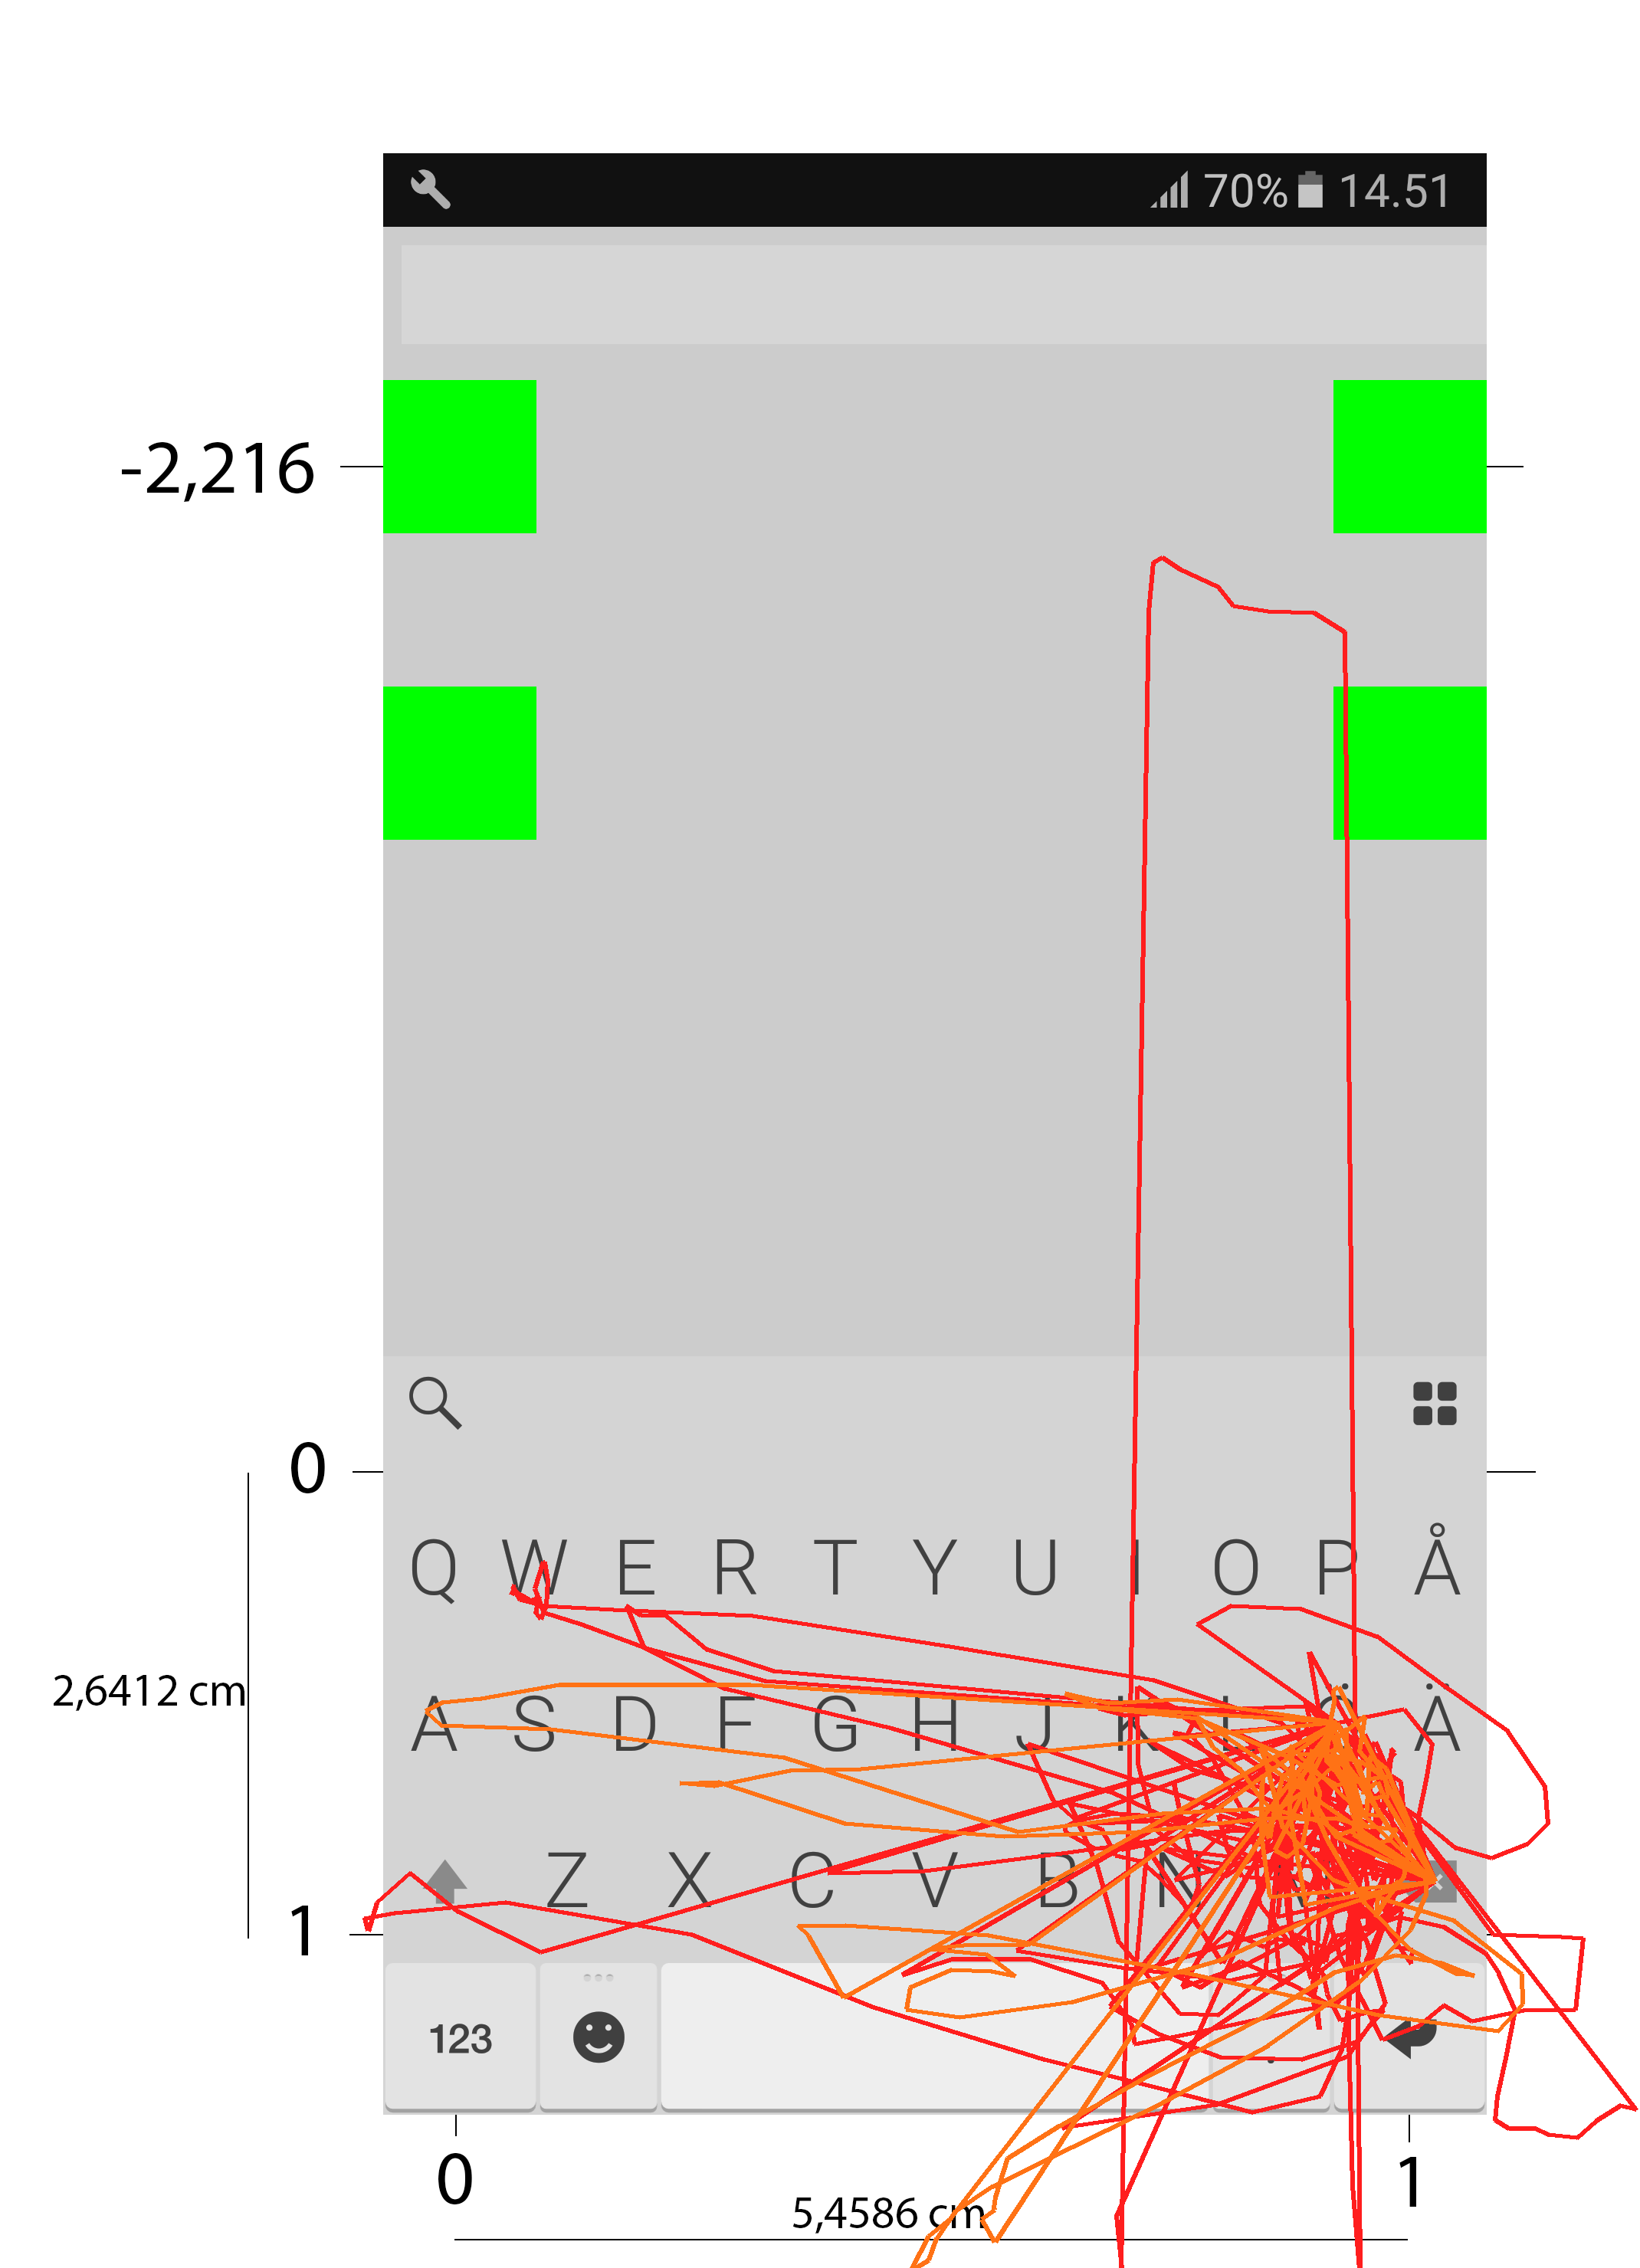 70% 14.51
-2,216
0
Q W E R T Y U I O P Å
2,6412 cm
A S D F G H J K L Ö Ä
Z X C V B N
1
123
.
0
1
5,4586 cm